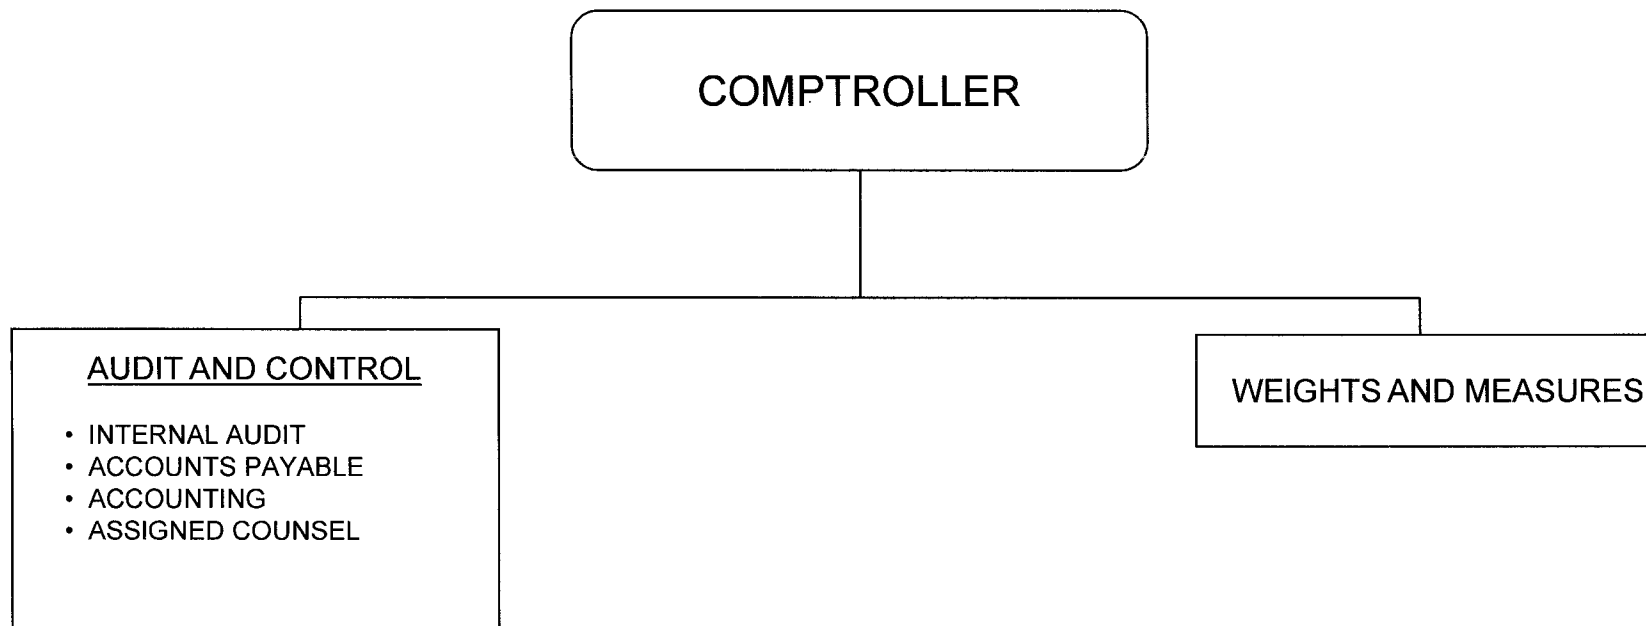 COMPTROLLER
AUDIT AND CONTROL
• INTERNAL AUDIT
• ACCOUNTS PAYABLE
• ACCOUNTING
• ASSIGNED COUNSEL
WEIGHTS AND MEASURES